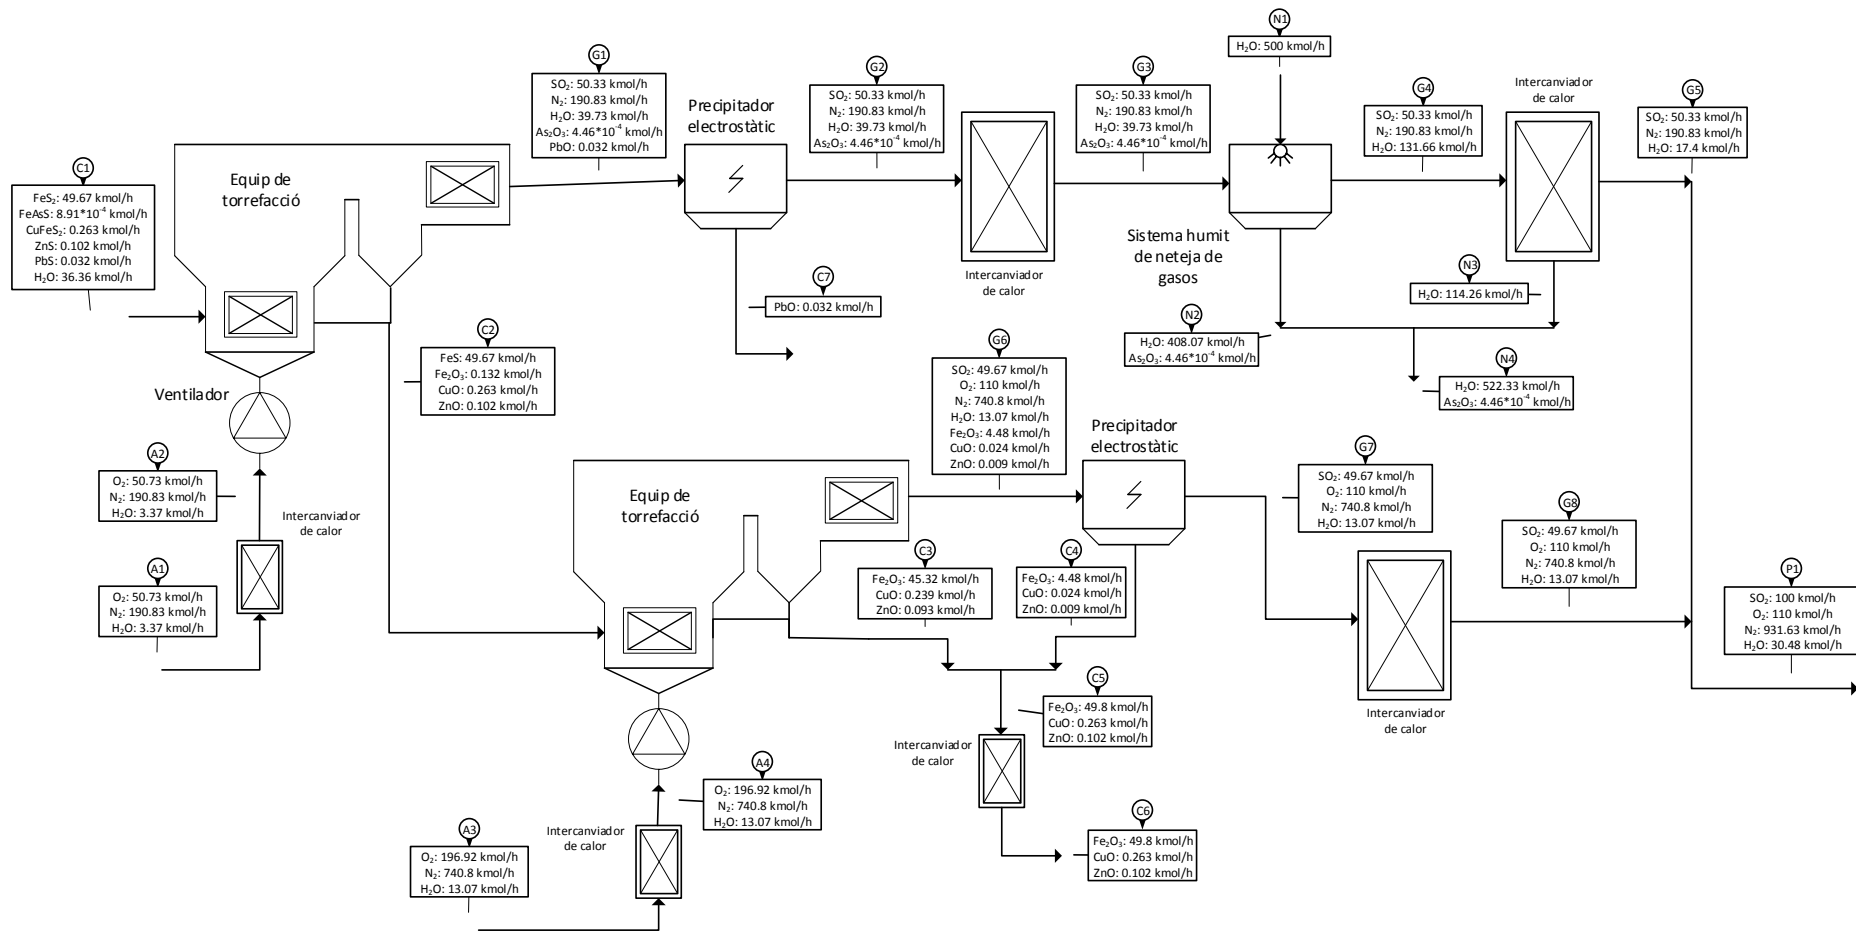 N1
H₂O: 500 kmol/h
G1
SO₂: 50.33 kmol/h
N₂: 190.83 kmol/h
H₂O: 39.73 kmol/h
As₂O₃: 4.46*10⁻⁴ kmol/h
PbO: 0.032 kmol/h
Precipitador
electrostàtic
G2
SO₂: 50.33 kmol/h
N₂: 190.83 kmol/h
H₂O: 39.73 kmol/h
As₂O₃: 4.46*10⁻⁴ kmol/h
G3
SO₂: 50.33 kmol/h
N₂: 190.83 kmol/h
H₂O: 39.73 kmol/h
As₂O₃: 4.46*10⁻⁴ kmol/h
G4
SO₂: 50.33 kmol/h
N₂: 190.83 kmol/h
H₂O: 131.66 kmol/h
Intercanviador
de calor
G5
SO₂: 50.33 kmol/h
N₂: 190.83 kmol/h
H₂O: 17.4 kmol/h
C1
FeS₂: 49.67 kmol/h
FeAsS: 8.91*10⁻⁴ kmol/h
CuFeS₂: 0.263 kmol/h
ZnS: 0.102 kmol/h
PbS: 0.032 kmol/h
H₂O: 36.36 kmol/h
Equip de
torrefacció
Intercanviador
de calor
Sistema humit
de neteja de
gasos
C7
PbO: 0.032 kmol/h
N3
H₂O: 114.26 kmol/h
N2
H₂O: 408.07 kmol/h
As₂O₃: 4.46*10⁻⁴ kmol/h
N4
H₂O: 522.33 kmol/h
As₂O₃: 4.46*10⁻⁴ kmol/h
C2
FeS: 49.67 kmol/h
Fe₂O₃: 0.132 kmol/h
CuO: 0.263 kmol/h
ZnO: 0.102 kmol/h
Ventilador
A2
O₂: 50.73 kmol/h
N₂: 190.83 kmol/h
H₂O: 3.37 kmol/h
Intercanviador
de calor
A1
O₂: 50.73 kmol/h
N₂: 190.83 kmol/h
H₂O: 3.37 kmol/h
G6
SO₂: 49.67 kmol/h
O₂: 110 kmol/h
N₂: 740.8 kmol/h
H₂O: 13.07 kmol/h
Fe₂O₃: 4.48 kmol/h
CuO: 0.024 kmol/h
ZnO: 0.009 kmol/h
Precipitador
electrostàtic
Equip de
torrefacció
G7
SO₂: 49.67 kmol/h
O₂: 110 kmol/h
N₂: 740.8 kmol/h
H₂O: 13.07 kmol/h
G8
SO₂: 49.67 kmol/h
O₂: 110 kmol/h
N₂: 740.8 kmol/h
H₂O: 13.07 kmol/h
C3
Fe₂O₃: 45.32 kmol/h
CuO: 0.239 kmol/h
ZnO: 0.093 kmol/h
C4
Fe₂O₃: 4.48 kmol/h
CuO: 0.024 kmol/h
ZnO: 0.009 kmol/h
P1
SO₂: 100 kmol/h
O₂: 110 kmol/h
N₂: 931.63 kmol/h
H₂O: 30.48 kmol/h
C5
Fe₂O₃: 49.8 kmol/h
CuO: 0.263 kmol/h
ZnO: 0.102 kmol/h
Intercanviador
de calor
Intercanviador
de calor
A4
O₂: 196.92 kmol/h
N₂: 740.8 kmol/h
H₂O: 13.07 kmol/h
Intercanviador
de calor
A3
O₂: 196.92 kmol/h
N₂: 740.8 kmol/h
H₂O: 13.07 kmol/h
C6
Fe₂O₃: 49.8 kmol/h
CuO: 0.263 kmol/h
ZnO: 0.102 kmol/h